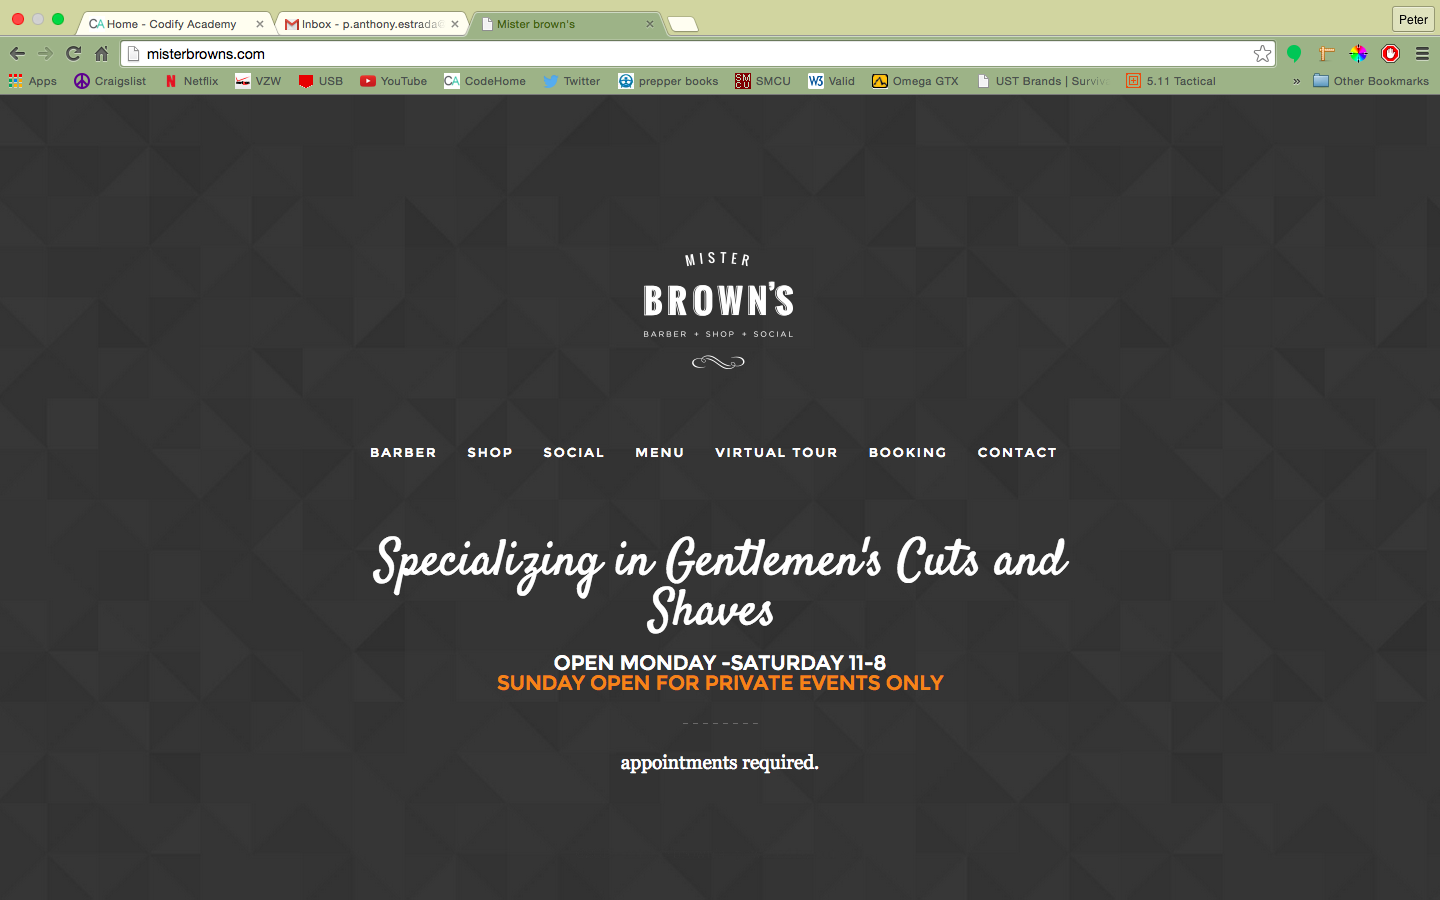 CA Home - Codify Academy
Inbox - p.anthony.estrada@
Mister brown's
Peter
misterbrowns.com
Apps
Craigslist
Netflix
VZW
USB
YouTube
CA CodeHome
Twitter
prepper books
SMCU SMCU
W3 Valid
Omega GTX
UST Brands | Surviv
5.11 Tactical
»
Other Bookmarks
MISTER
BROWN'S
BARBER + SHOP + SOCIAL
BARBER SHOP SOCIAL MENU VIRTUAL TOUR BOOKING CONTACT
Specializing in Gentlemen's Cuts and
Shaves
OPEN MONDAY -SATURDAY 11-8
SUNDAY OPEN FOR PRIVATE EVENTS ONLY
--------
appointments required.